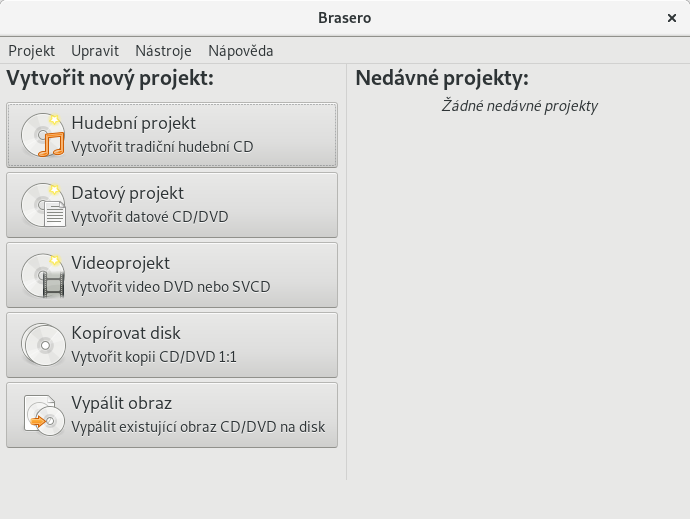 Brasero
Projekt Upravit Nástroje Nápověda
Vytvořit nový projekt:
Hudební projekt
Vytvořit tradiční hudební CD
Datový projekt
Vytvořit datové CD/DVD
Videoprojekt
Vytvořit video DVD nebo SVCD
Kopírovat disk
Vytvořit kopii CD/DVD 1:1
Vypálit obraz
Vypálit existující obraz CD/DVD na disk
Nedávné projekty:
Žádné nedávné projekty